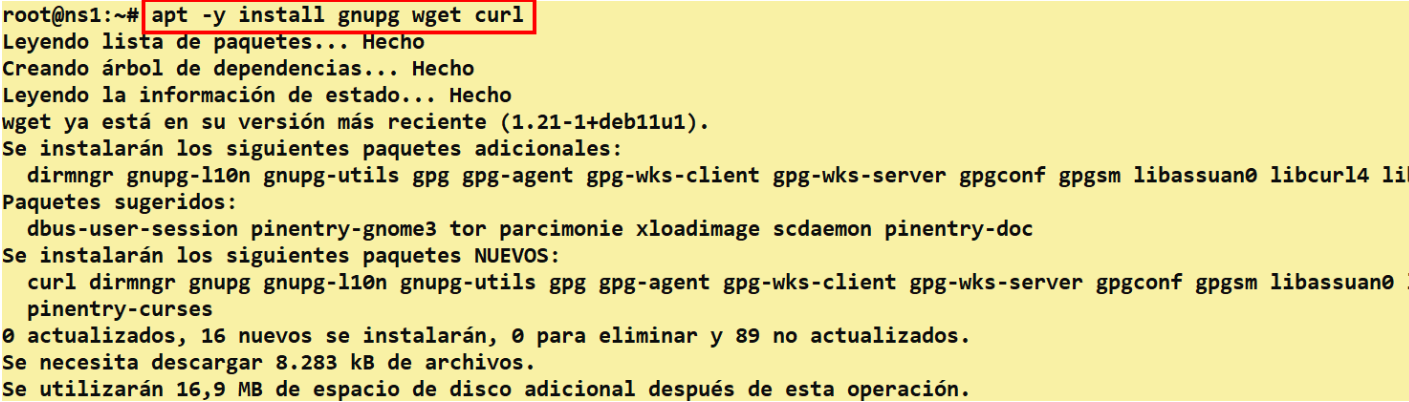 root@ns1:~# apt -y install gnupg wget curl
Leyendo lista de paquetes... Hecho
Creando árbol de dependencias... Hecho
Leyendo la información de estado... Hecho
wget ya está en su versión más reciente (1.21-1+deb11u1).
Se instalarán los siguientes paquetes adicionales:
  dirmngr gnupg-l10n gnupg-utils gpg gpg-agent gpg-wks-client gpg-wks-server gpgconf gpgsm libassuan0 libcurl4
Paquetes sugeridos:
  dbus-user-session pinentry-gnome3 tor parcimonie xloadimage scdaemon pinentry-doc
Se instalarán los siguientes paquetes NUEVOS:
  curl dirmngr gnupg gnupg-l10n gnupg-utils gpg gpg-agent gpg-wks-client gpg-wks-server gpgconf gpgsm libassuan0
  pinentry-curses
0 actualizados, 16 nuevos se instalarán, 0 para eliminar y 89 no actualizados.
Se necesita descargar 8.283 kB de archivos.
Se utilizarán 16,9 MB de espacio de disco adicional después de esta operación.